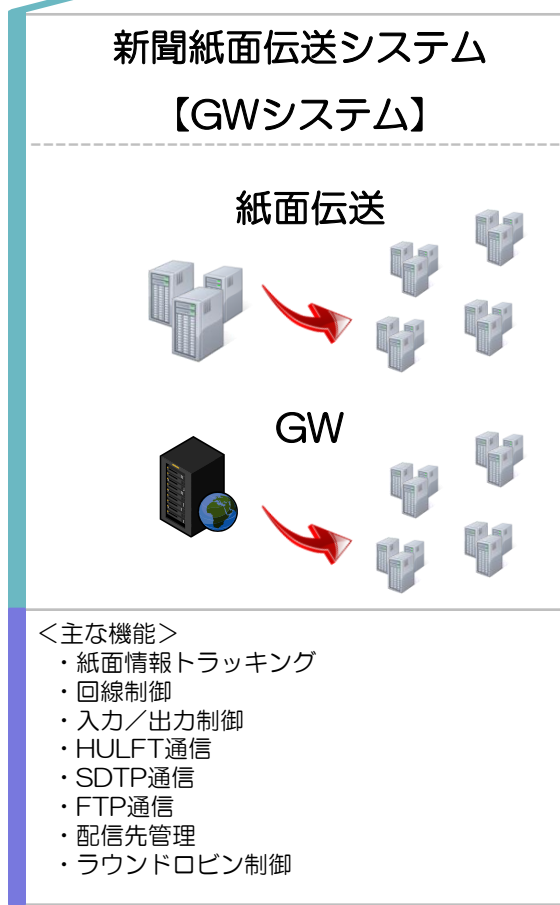 新聞紙面伝送システム
【GWシステム】
紙面伝送
GW
＜主な機能＞
・紙面情報トラッキング
・回線制御
・入力／出力制御
・HULFT通信
・SDTP通信
・FTP通信
・配信先管理
・ラウンドロビン制御